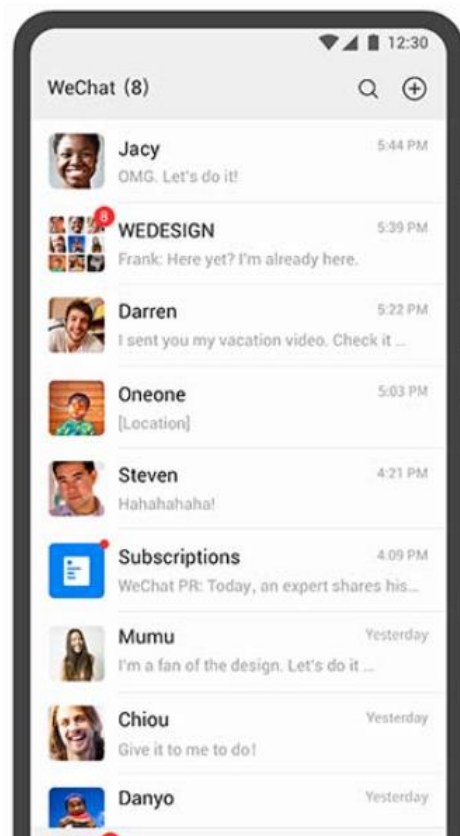 12:30
WeChat (8)
Jacy 5:44 PM
OMG. Let's do it!
8
WEDESIGN 5:39 PM
Frank: Here yet? I'm already here.
Darren 5:22 PM
I sent you my vacation video. Check it ...
Oneone 5:03 PM
[Location]
Steven 4:21 PM
Hahahahaha!
Subscriptions 4:09 PM
WeChat PR: Today, an expert shares his...
Mumu Yesterday
I'm a fan of the design. Let's do it ...
Chiou Yesterday
Give it to me to do!
Danyo Yesterday